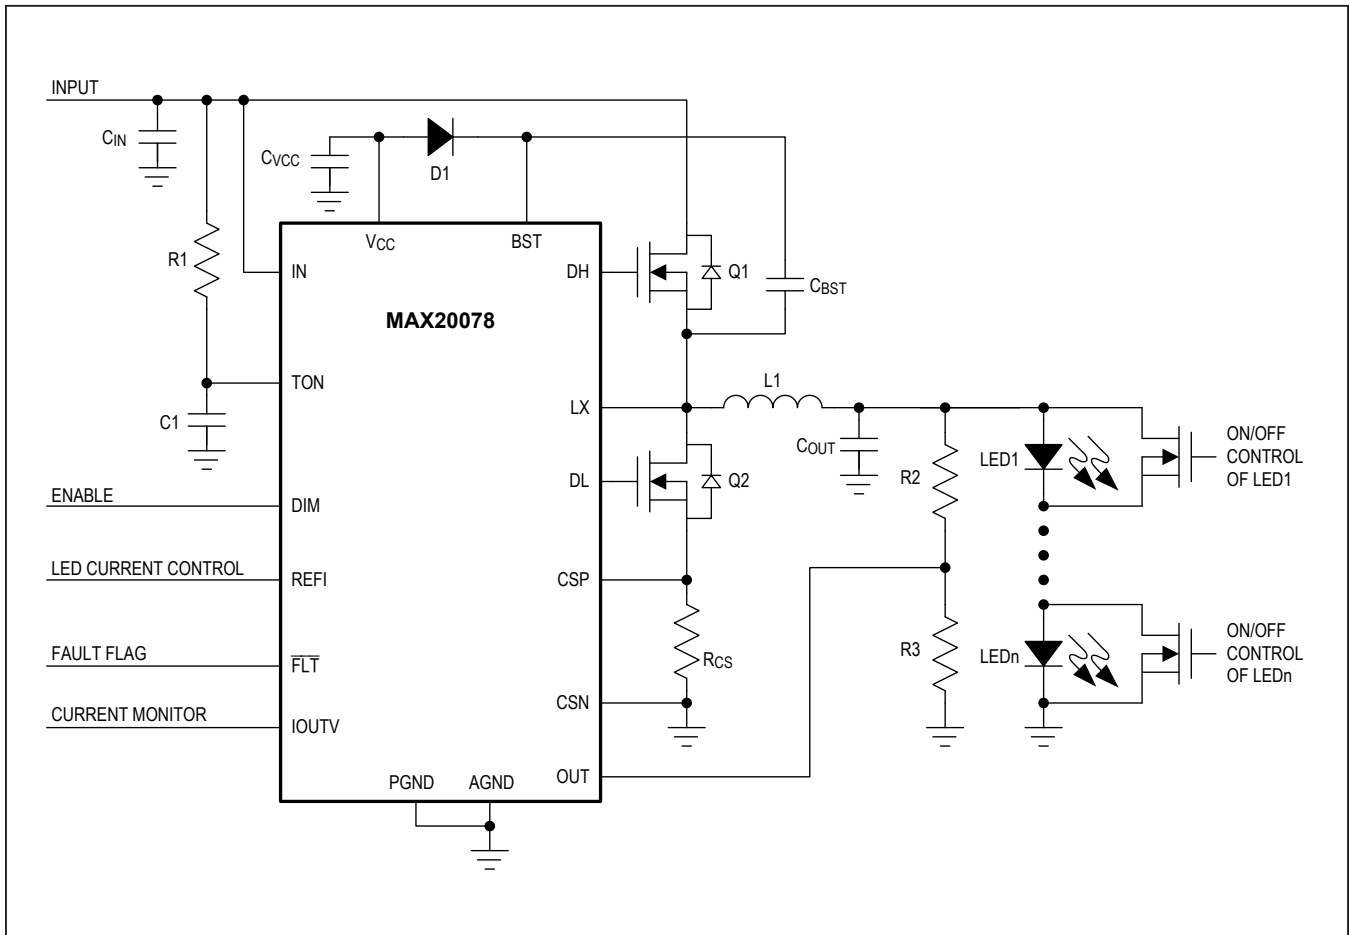 INPUT
CIN
CVCC
D1
R1
VCC
BST
IN
DH
Q1
CBST
MAX20078
TON
C1
LX
L1
COUT
LED1
ON/OFF
CONTROL
OF LED1
R2
DL
Q2
ENABLE
DIM
LED CURRENT CONTROL
REFI
CSP
FAULT FLAG
FLT
RCS
R3
LEDn
ON/OFF
CONTROL
OF LEDn
CURRENT MONITOR
IOUTV
CSN
OUT
PGND
AGND